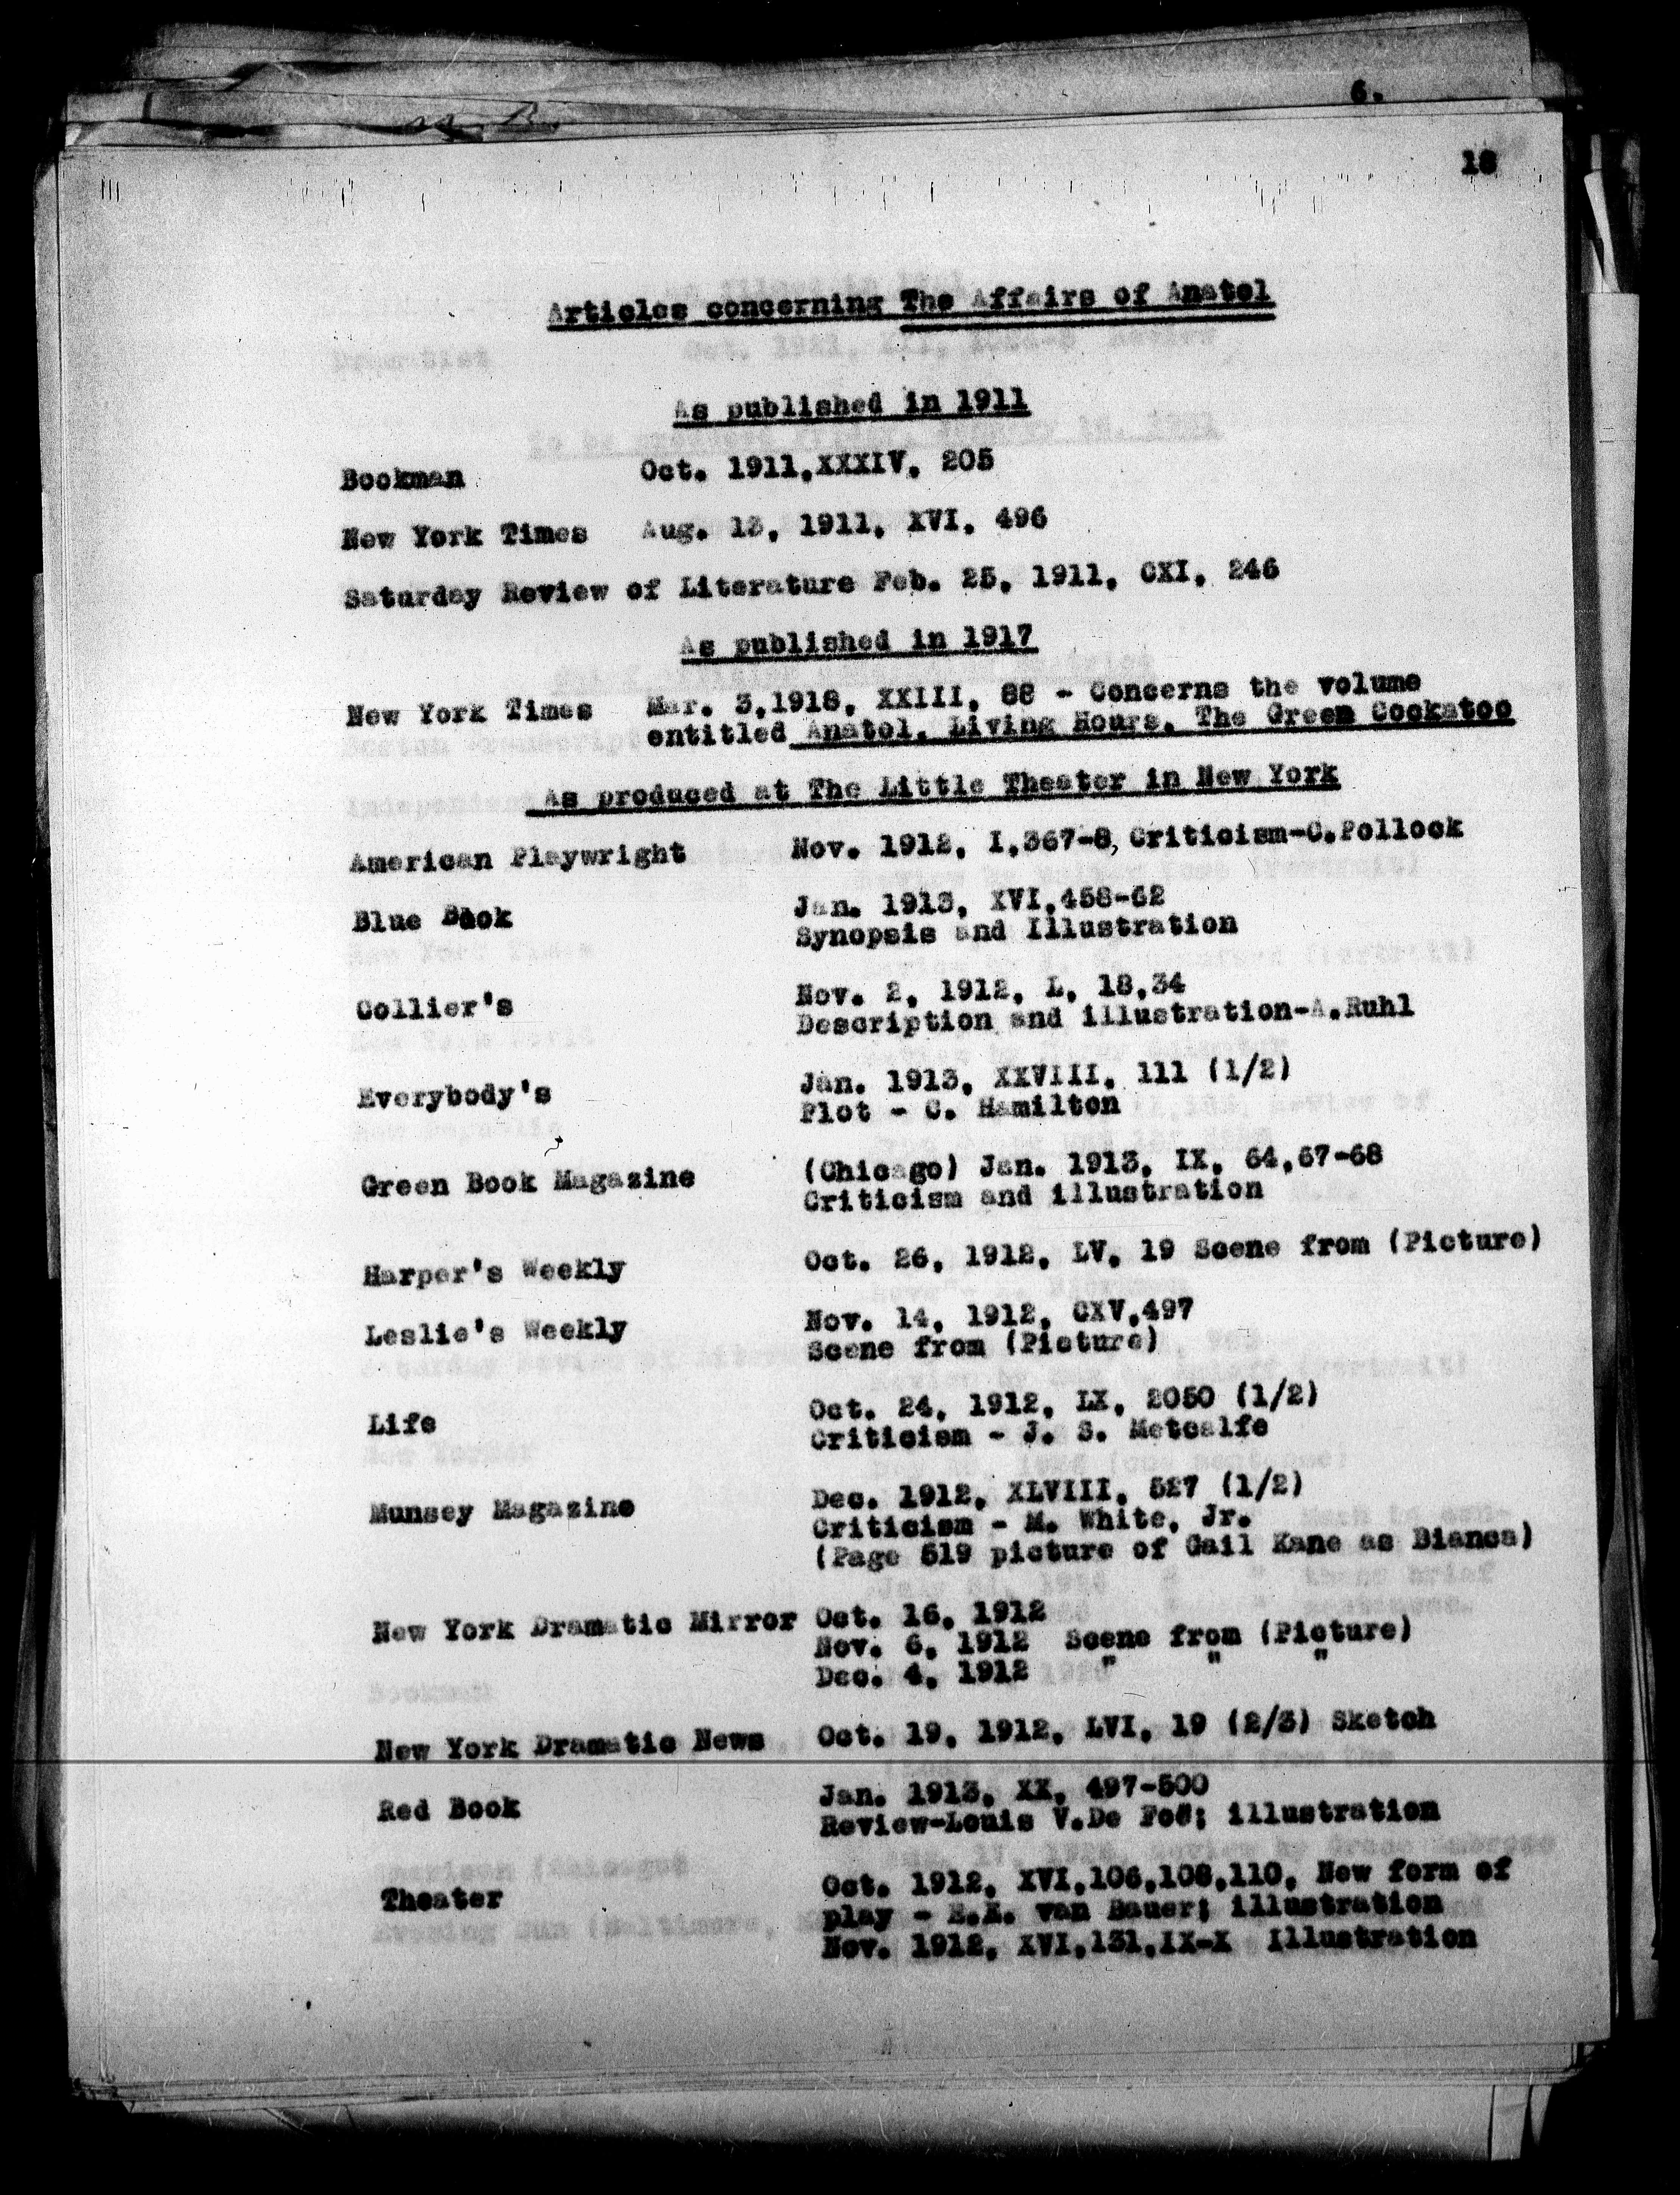 6.
18
Articles concerning The Affairs of Anatol
As published in 1911
Bookman Oct. 1911,XXXIV, 205
New York Times Aug. 13, 1911, XVI, 496
Saturday Review of Literature Feb. 25, 1911, CXI, 246
As published in 1917
New York Times Mar. 3,1918, XXIII, 88 - Concerns the volume
entitled Anatol, Living Hours, The Green Cockatoo
As produced at The Little Theater in New York
American Playwright Nov. 1912, I,367-8, Criticism-C.Pollock
Blue Book Jan. 1913, XVI,458-62
Synopsis and Illustration
Collier's Nov. 2, 1912, L, 18,34
Description and illustration-A.Ruhl
Everybody's Jan. 1913, XXVIII, 111 (1/2)
Plot - C. Hamilton
Green Book Magazine (Chicago) Jan. 1913, IX, 64,67-68
Criticism and illustration
Harper's Weekly Oct. 26, 1912, LV, 19 Scene from (Picture)
Leslie's Weekly Nov. 14, 1912, CXV,497
Scene from (Picture)
Life Oct. 24, 1912, LX, 2050 (1/2)
Criticism - J. S. Metcalfe
Munsey Magazine Dec. 1912, XLVIII, 527 (1/2)
Criticism - M. White, Jr.
(Page 519 picture of Gail Kane as Bianca)
New York Dramatic Mirror Oct. 16, 1912
Nov. 6, 1912 Scene from (Picture)
Dec. 4, 1912 " " "
New York Dramatic News Oct. 19, 1912, LVI, 19 (2/3) Sketch
Red Book Jan. 1913, XX, 497-500
Review-Louis V.De Foë; illustration
Theater Oct. 1912, XVI,106,108,110, New form of
play - E.E. van Bauer; illustration
Nov. 1912, XVI,131,IX-X Illustration